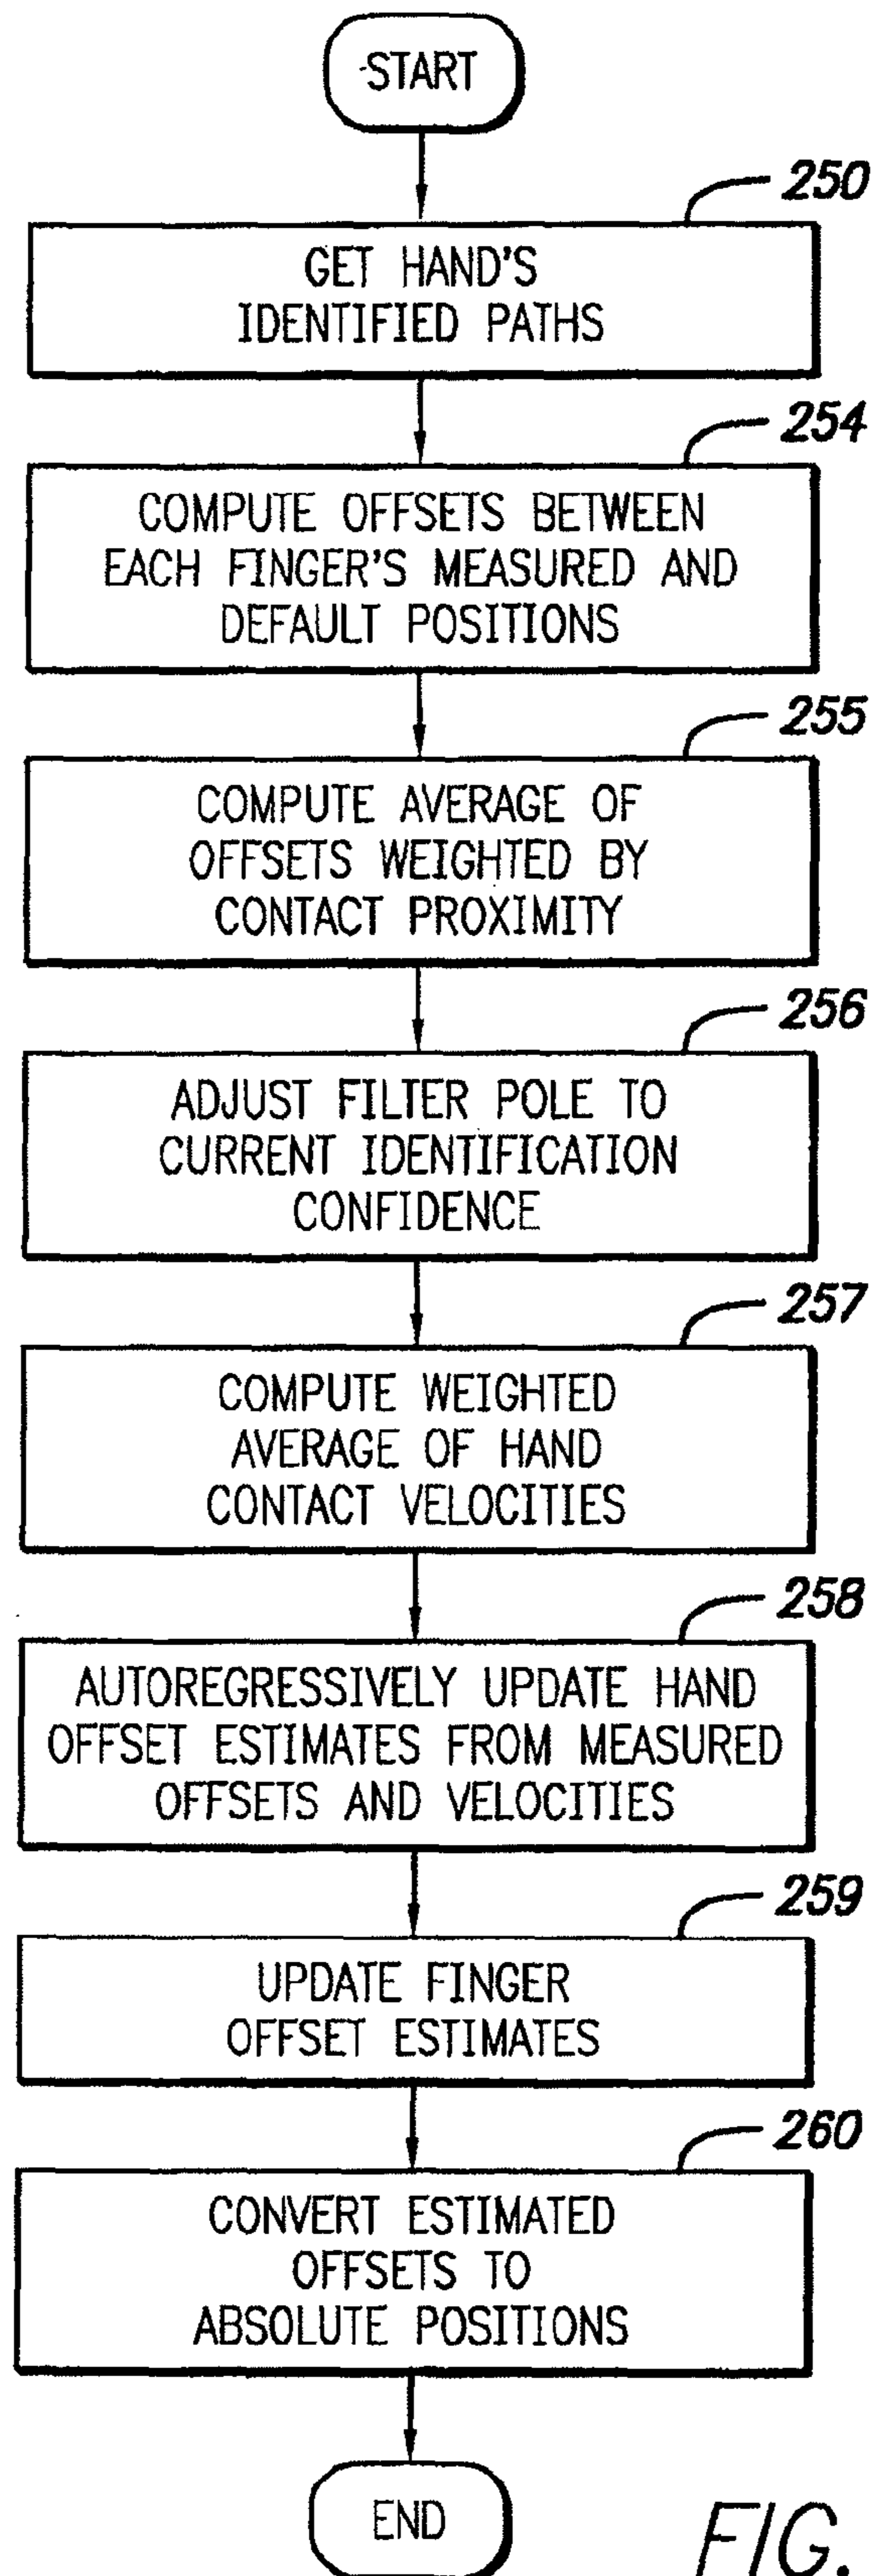 START
250
GET HAND'S
IDENTIFIED PATHS
254
COMPUTE OFFSETS BETWEEN
EACH FINGER'S MEASURED AND
DEFAULT POSITIONS
255
COMPUTE AVERAGE OF
OFFSETS WEIGHTED BY
CONTACT PROXIMITY
256
ADJUST FILTER POLE TO
CURRENT IDENTIFICATION
CONFIDENCE
257
COMPUTE WEIGHTED
AVERAGE OF HAND
CONTACT VELOCITIES
258
AUTOREGRESSIVELY UPDATE HAND
OFFSET ESTIMATES FROM MEASURED
OFFSETS AND VELOCITIES
259
UPDATE FINGER
OFFSET ESTIMATES
260
CONVERT ESTIMATED
OFFSETS TO
ABSOLUTE POSITIONS
END
FIG.